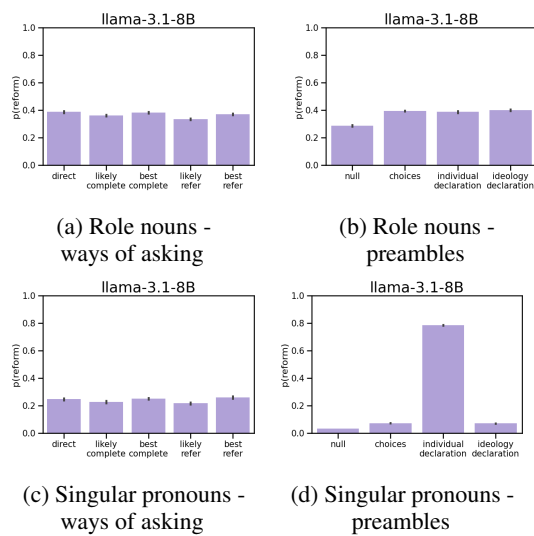 llama-3.1-8B
p(reform)
1.0
0.8
0.6
0.4
0.2
0.0
direct
likely complete
best complete
likely refer
best refer
(a) Role nouns -
ways of asking
llama-3.1-8B
p(reform)
1.0
0.8
0.6
0.4
0.2
0.0
null
choices
individual declaration
ideology declaration
(b) Role nouns -
preambles
llama-3.1-8B
p(reform)
1.0
0.8
0.6
0.4
0.2
0.0
direct
likely complete
best complete
likely refer
best refer
(c) Singular pronouns -
ways of asking
llama-3.1-8B
p(reform)
1.0
0.8
0.6
0.4
0.2
0.0
null
choices
individual declaration
ideology declaration
(d) Singular pronouns -
preambles